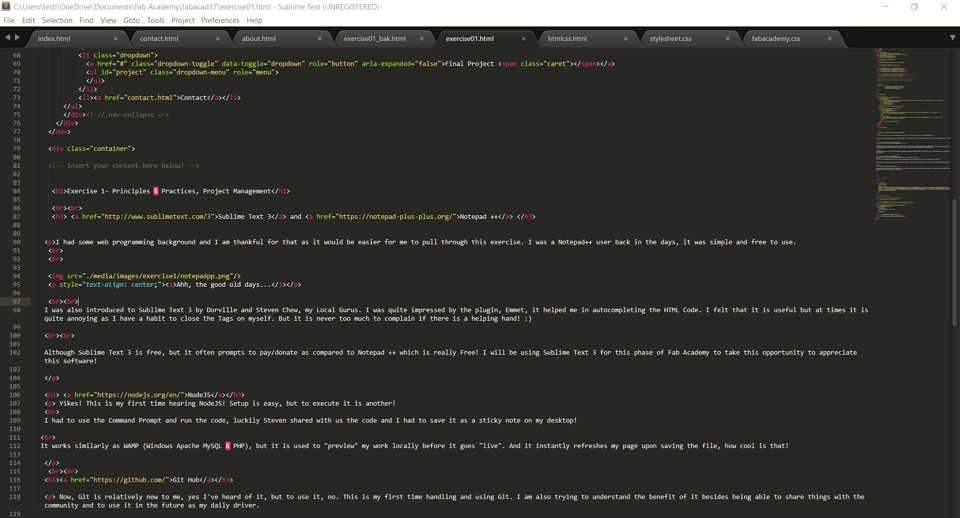 C:\Users\testi\OneDrive\Documents\Fab Academy\fabacad17\exercise01.html - Sublime Text (UNREGISTERED)
File Edit Selection Find View Goto Tools Project Preferences Help
index.html contact.html about.html exercise01_bak.html exercise01.html htmlcss.html stylesheet.css fabacademy.css
68 <li class="dropdown">
69 <a href="#" class="dropdown-toggle" data-toggle="dropdown" role="button" aria-expanded="false">Final Project <span class="caret"></span></a>
70 <ul id="project" class="dropdown-menu" role="menu">
71 </ul>
72 </li>
73 <li><a href="contact.html">Contact</a></li>
74 </ul>
75 </div><!--/.nav-collapse -->
76 </div>
77 </nav>
78
79 <div class="container">
80
81 <!-- Insert your content here below! -->
82
83
84 <h2>Exercise 1- Principles & Practices, Project Management</h1>
85
86 <br><br>
87 <h3> <a href="http://www.sublimetext.com/3">Sublime Text 3</a> and <a href="https://notepad-plus-plus.org/">Notepad ++</a> </h3>
88
89
90 <p>I had some web programming background and I am thankful for that as it would be easier for me to pull through this exercise. I was a Notepad++ user back in the days, it was simple and free to use.
91 <br>
92 <br>
93
94 <img src="./media/images/exercise1/notepadpp.png"/>
95 <p style="text-align: center;"><i>Ahh, the good old days...</i></p>
96
97 <br><br>
98 I was also introduced to Sublime Text 3 by Dorville and Steven Chew, my Local Gurus. I was quite impressed by the plugin, Emmet, it helped me in autocompleting the HTML Code. I felt that it is useful but at times it is
quite annoying as I have a habit to close the Tags on myself. But it is never too much to complain if there is a helping hand! :)
99
100 <br><br>
101
102 Although Sublime Text 3 is free, but it often prompts to pay/donate as compared to Notepad ++ which is really Free! I will be using Sublime Text 3 for this phase of Fab Academy to take this opportunity to appreciate
this software!
103
104 </p>
105
106 <h3> <a href="https://nodejs.org/en/">NodeJS</a></h3>
107 <p> Yikes! This is my first time hearing NodeJS! Setup is easy, but to execute it is another!
108 <br>
109 I had to use the Command Prompt and run the code, luckily Steven shared with us the code and I had to save it as a sticky note on my desktop!
110
111 <br>
112 It works similarly as WAMP (Windows Apache MySQL & PHP), but it is used to "preview" my work locally before it goes "live". And it instantly refreshes my page upon saving the file, how cool is that!
113
114 </p>
115 <br><br>
116 <h3><a href="https://github.com/">Git Hub</a></h3>
117
118 <p> Now, Git is relatively new to me, yes I've heard of it, but to use it, no. This is my first time handling and using Git. I am also trying to understand the benefit of it besides being able to share things with the
community and to use it in the future as my daily driver.
119